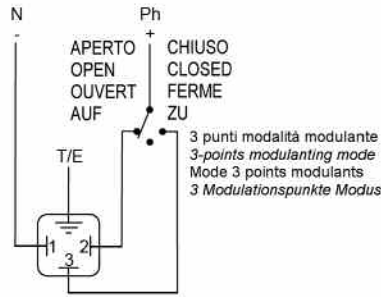 N Ph
- +
APERTO CHIUSO
OPEN CLOSED
OUVERT FERME
AUF ZU
3 punti modalità modulante
3-points modulanting mode
Mode 3 points modulants
3 Modulationspunkte Modus
T/E
1 2
3